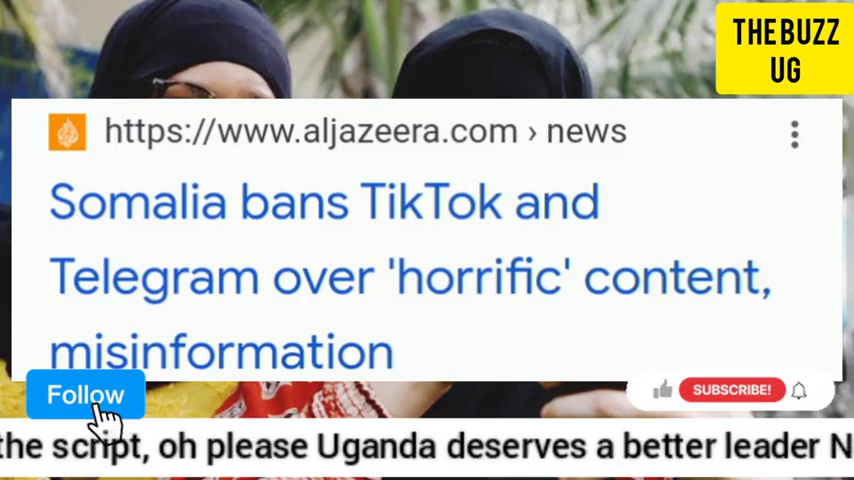 THE BUZZ
UG
https://www.aljazeera.com › news
Somalia bans TikTok and
Telegram over 'horrific' content,
misinformation
Follow
SUBSCRIBE!
the script, oh please Uganda deserves a better leader N